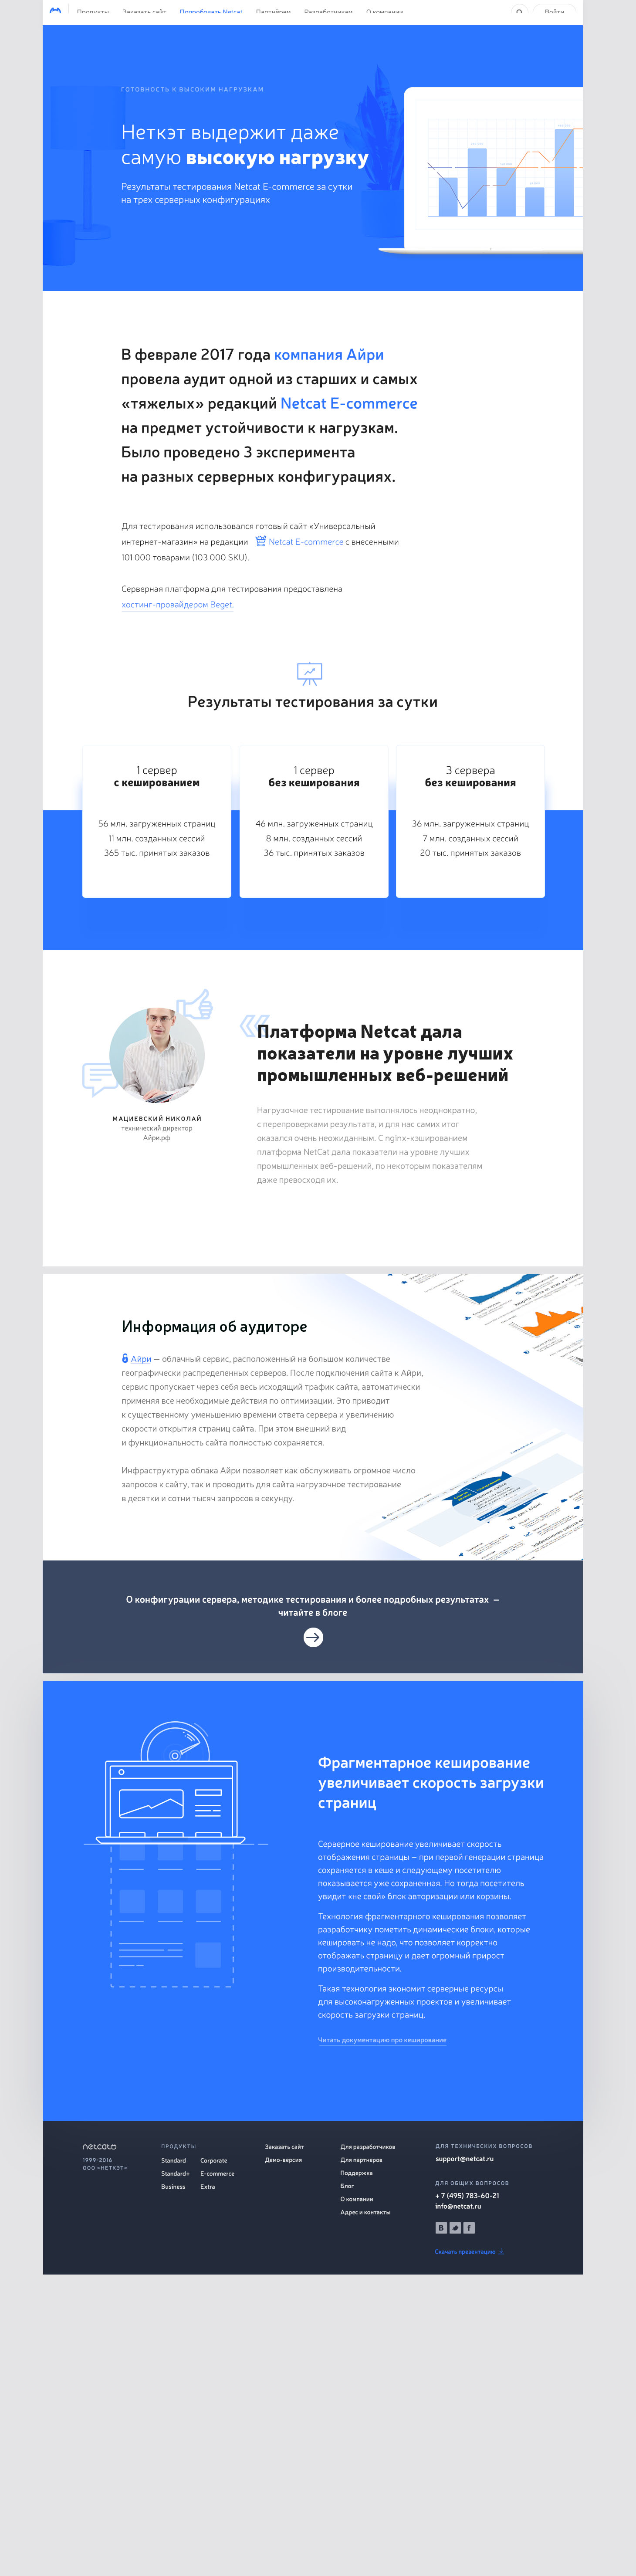 Продукты Заказать сайт Попробовать Netcat Партнёрам Разработчикам О компании Войти
ГОТОВНОСТЬ К ВЫСОКИМ НАГРУЗКАМ
Неткэт выдержит даже
самую высокую нагрузку
Результаты тестирования Netcat E-commerce за сутки
на трех серверных конфигурациях
В феврале 2017 года компания Айри
провела аудит одной из старших и самых
«тяжелых» редакций Netcat E-commerce
на предмет устойчивости к нагрузкам.
Было проведено 3 эксперимента
на разных серверных конфигурациях.
Для тестирования использовался готовый сайт «Универсальный
интернет-магазин» на редакции Netcat E-commerce с внесенными
101 000 товарами (103 000 SKU).
Серверная платформа для тестирования предоставлена
хостинг-провайдером Beget.
Результаты тестирования за сутки
1 сервер
с кешированием
56 млн. загруженных страниц
11 млн. созданных сессий
365 тыс. принятых заказов
1 сервер
без кеширования
46 млн. загруженных страниц
8 млн. созданных сессий
36 тыс. принятых заказов
3 сервера
без кеширования
36 млн. загруженных страниц
7 млн. созданных сессий
20 тыс. принятых заказов
МАЦИЕВСКИЙ НИКОЛАЙ
технический директор
Айри.рф
Платформа Netcat дала
показатели на уровне лучших
промышленных веб-решений
Нагрузочное тестирование выполнялось неоднократно,
с перепроверками результата, и для нас самих итог
оказался очень неожиданным. С nginx-кэшированием
платформа NetCat дала показатели на уровне лучших
промышленных веб-решений, по некоторым показателям
даже превосходя их.
Информация об аудиторе
Айри — облачный сервис, расположенный на большом количестве
географически распределенных серверов. После подключения сайта к Айри,
сервис пропускает через себя весь исходящий трафик сайта, автоматически
применяя все необходимые действия по оптимизации. Это приводит
к существенному уменьшению времени ответа сервера и увеличению
скорости открытия страниц сайта. При этом внешний вид
и функциональность сайта полностью сохраняется.
Инфраструктура облака Айри позволяет как обслуживать огромное число
запросов к сайту, так и проводить для сайта нагрузочное тестирование
в десятки и сотни тысяч запросов в секунду.
О конфигурации сервера, методике тестирования и более подробных результатах –
читайте в блоге
Фрагментарное кеширование
увеличивает скорость загрузки
страниц
Серверное кеширование увеличивает скорость
отображения страницы – при первой генерации страница
сохраняется в кеше и следующему посетителю
показывается уже сохраненная. Но тогда посетитель
увидит «не свой» блок авторизации или корзины.
Технология фрагментарного кеширования позволяет
разработчику пометить динамические блоки, которые
кешировать не надо, что позволяет корректно
отображать страницу и дает огромный прирост
производительности.
Такая технология экономит серверные ресурсы
для высоконагруженных проектов и увеличивает
скорость загрузки страниц.
Читать документацию про кеширование
netcat
1999-2016
ООО «НЕТКЭТ»
ПРОДУКТЫ
Standard Corporate
Standard+ E-commerce
Business Extra
Заказать сайт
Демо-версия
Для разработчиков
Для партнеров
Поддержка
Блог
О компании
Адрес и контакты
ДЛЯ ТЕХНИЧЕСКИХ ВОПРОСОВ
support@netcat.ru
ДЛЯ ОБЩИХ ВОПРОСОВ
+ 7 (495) 783-60-21
info@netcat.ru
Скачать презентацию